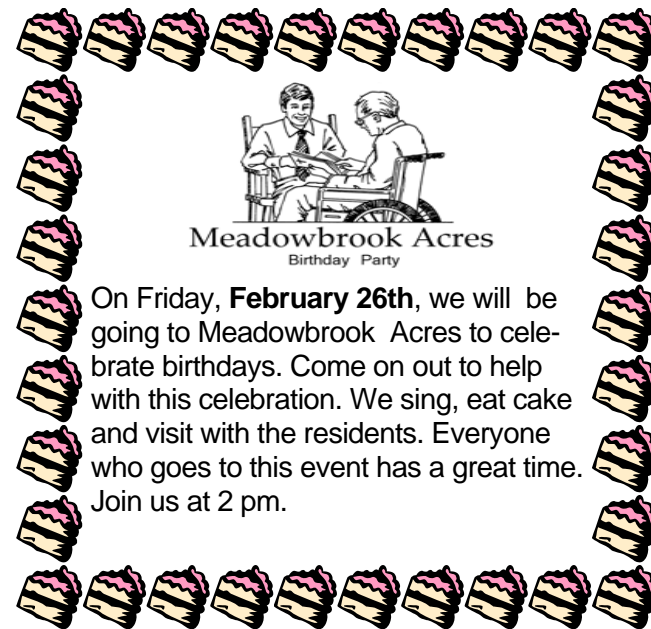 Meadowbrook Acres
Birthday Party
On Friday, February 26th, we will be
going to Meadowbrook Acres to cele-
brate birthdays. Come on out to help
with this celebration. We sing, eat cake
and visit with the residents. Everyone
who goes to this event has a great time.
Join us at 2 pm.